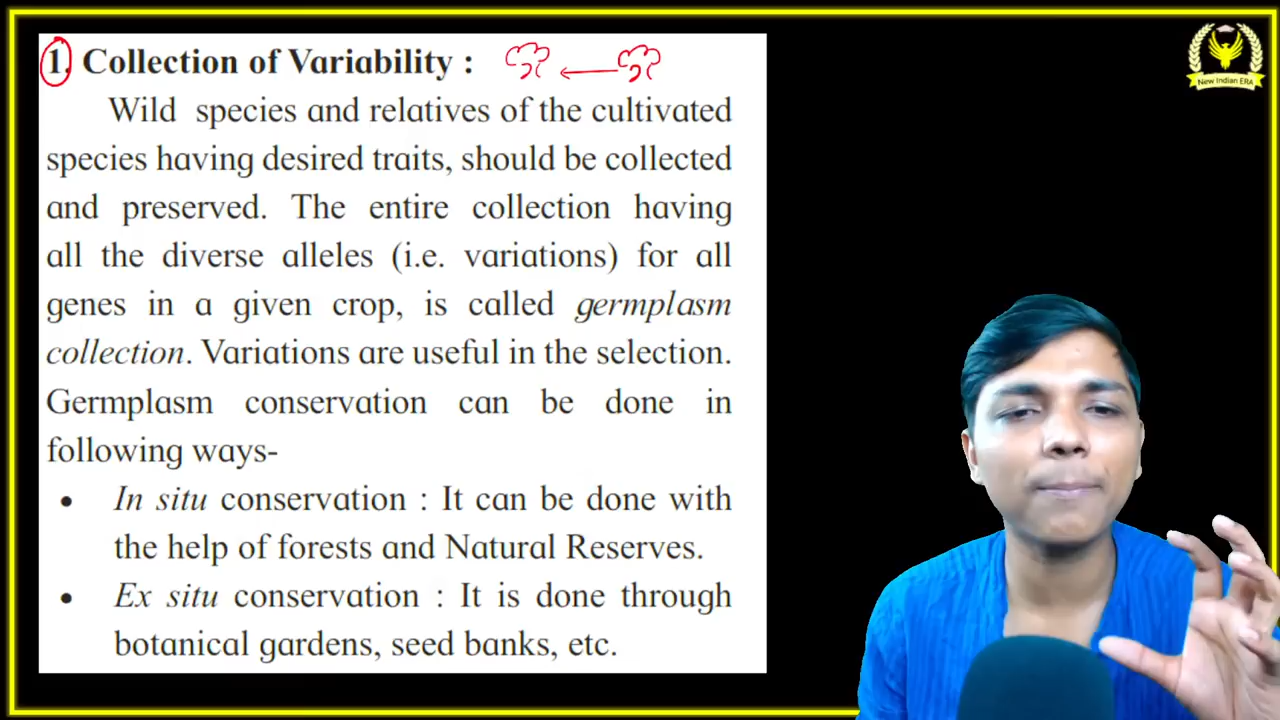 1. Collection of Variability :
Wild species and relatives of the cultivated
species having desired traits, should be collected
and preserved. The entire collection having
all the diverse alleles (i.e. variations) for all
genes in a given crop, is called germplasm
collection. Variations are useful in the selection.
Germplasm conservation can be done in
following ways-
• In situ conservation : It can be done with
the help of forests and Natural Reserves.
• Ex situ conservation : It is done through
botanical gardens, seed banks, etc.
New Indian ERA